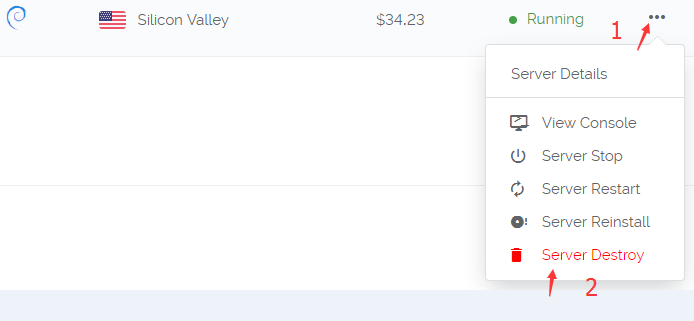 Silicon Valley $34.23 Running 1
Server Details
View Console
Server Stop
Server Restart
Server Reinstall
Server Destroy
2